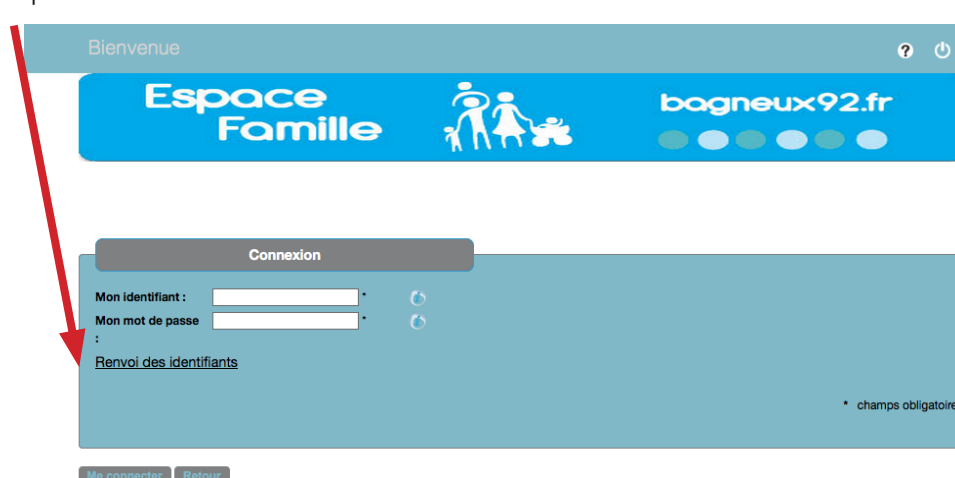 Bienvenue
?
Espace
Famille
bagneux92.fr
Connexion
Mon identifiant : *
Mon mot de passe *
:
Renvoi des identifiants
* champs obligatoire
Me connecter Retour